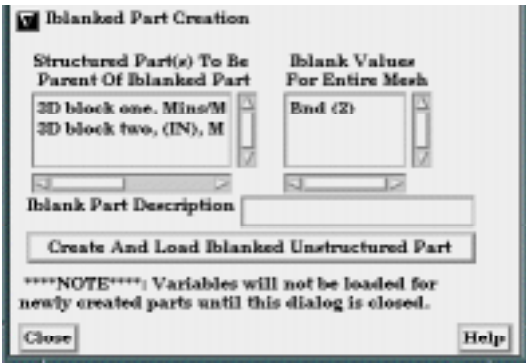 Iblanked Part Creation
Structured Part(s) To Be
Parent Of Iblanked Part
3D block one. Mins/M
3D block two, (IN), M
Iblank Values
For Entire Mesh
Bnd (2)
Iblank Part Description
Create And Load Iblanked Unstructured Part
****NOTE****: Variables will not be loaded for
newly created parts until this dialog is closed.
Close
Help